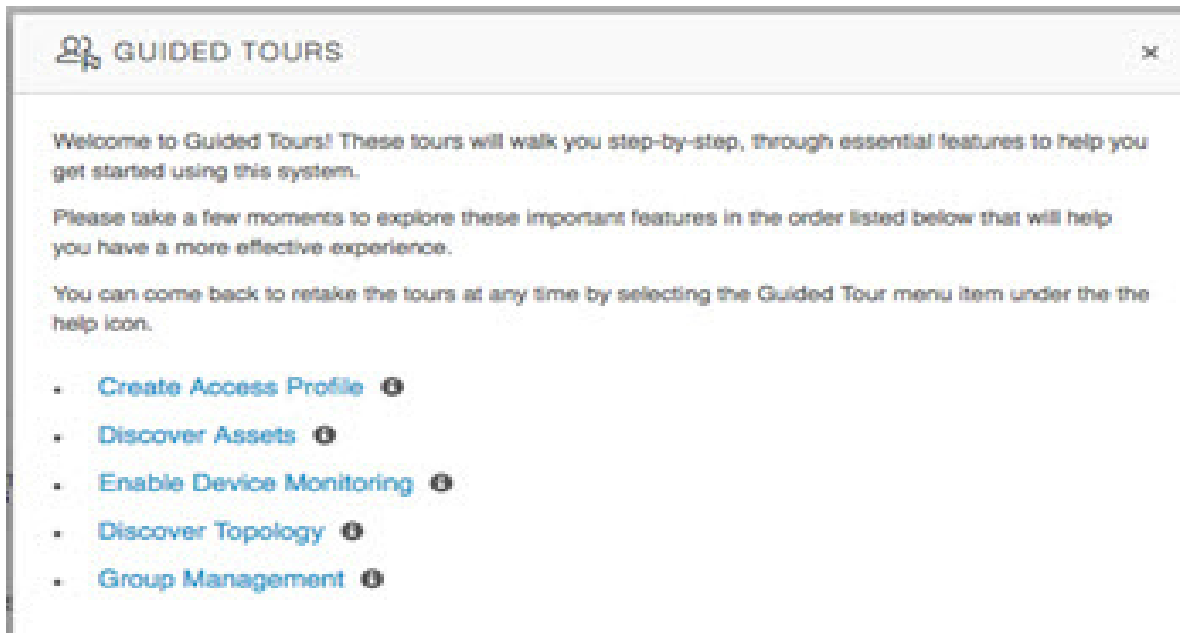 GUIDED TOURS ×
Welcome to Guided Tours! These tours will walk you step-by-step, through essential features to help you
get started using this system.
Please take a few moments to explore these important features in the order listed below that will help
you have a more effective experience.
You can come back to retake the tours at any time by selecting the Guided Tour menu item under the the
help icon.
• Create Access Profile
• Discover Assets
• Enable Device Monitoring
• Discover Topology
• Group Management